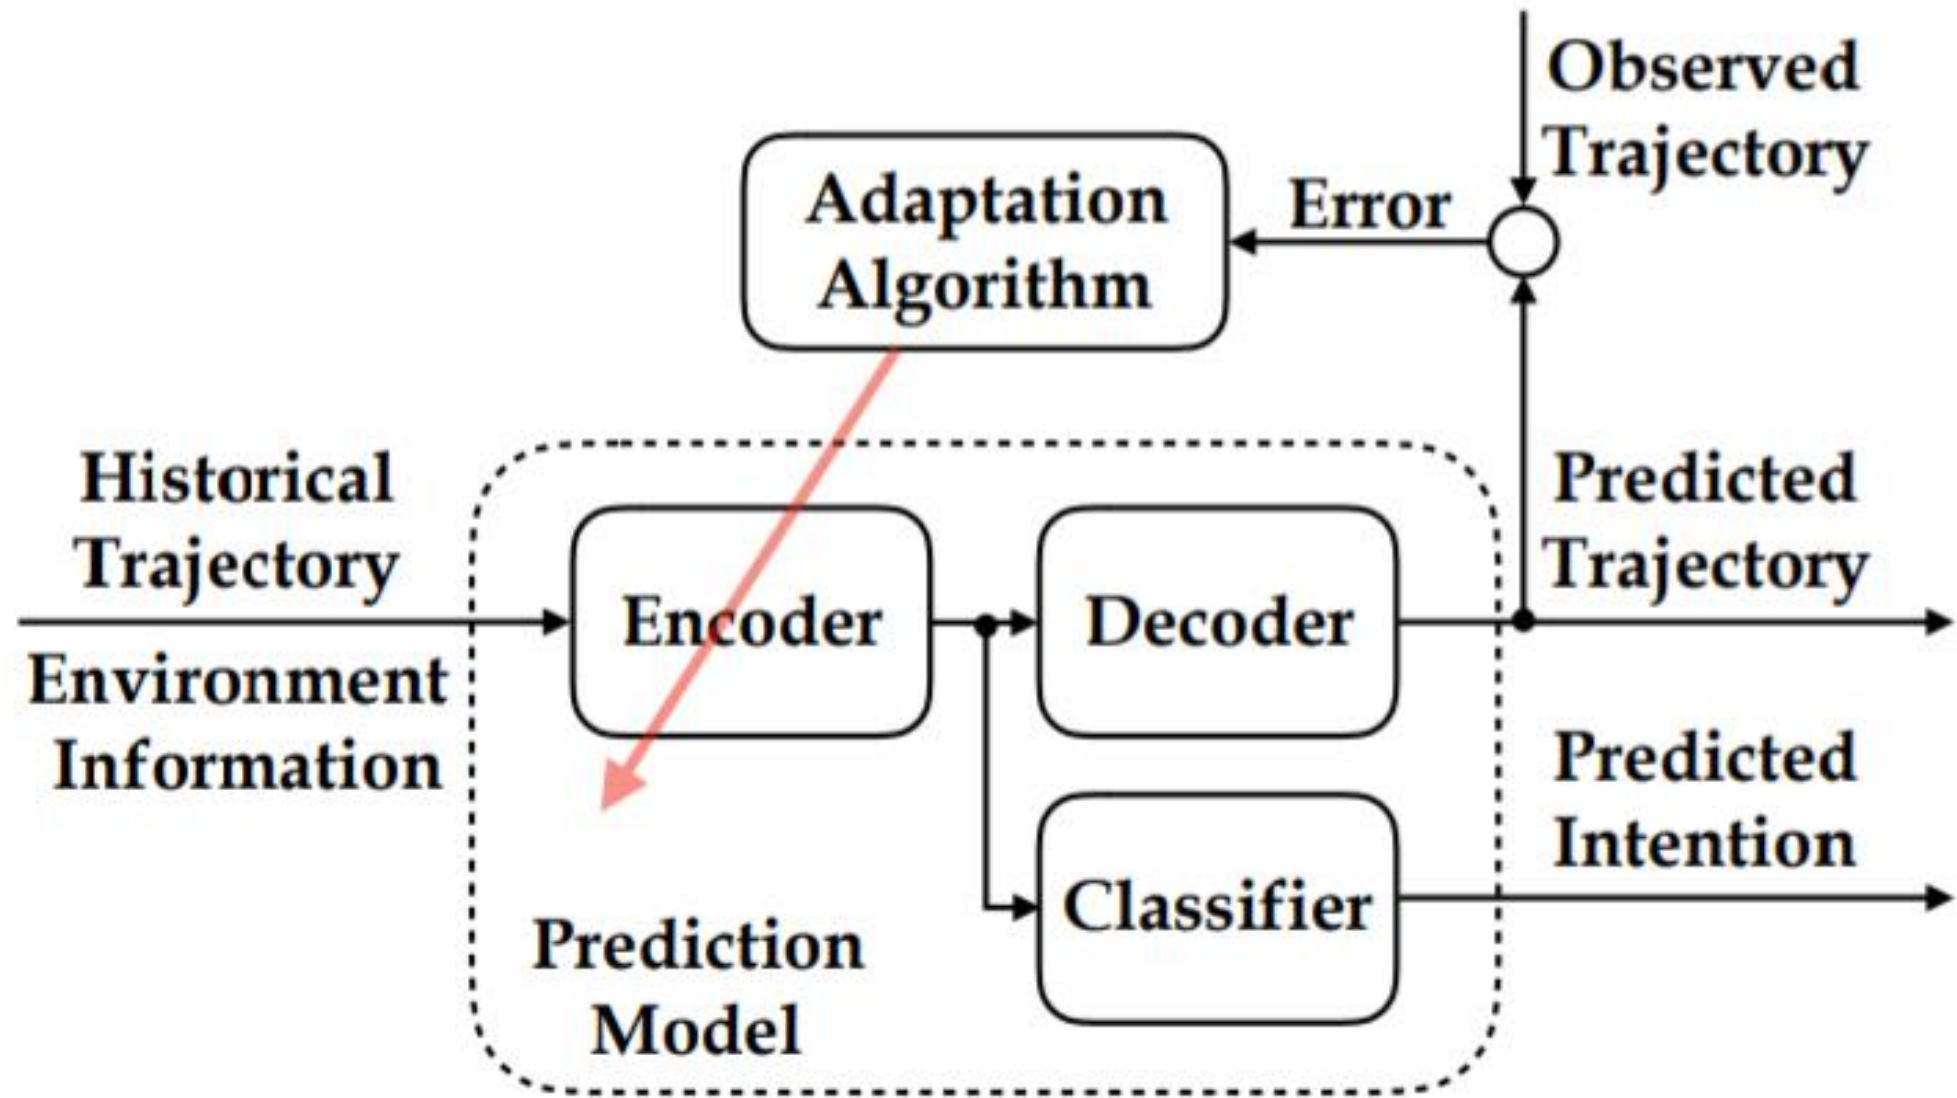 Observed
Trajectory
Adaptation
Algorithm
Error
Historical
Trajectory
Environment
Information
Encoder
Decoder
Predicted
Trajectory
Classifier
Predicted
Intention
Prediction
Model